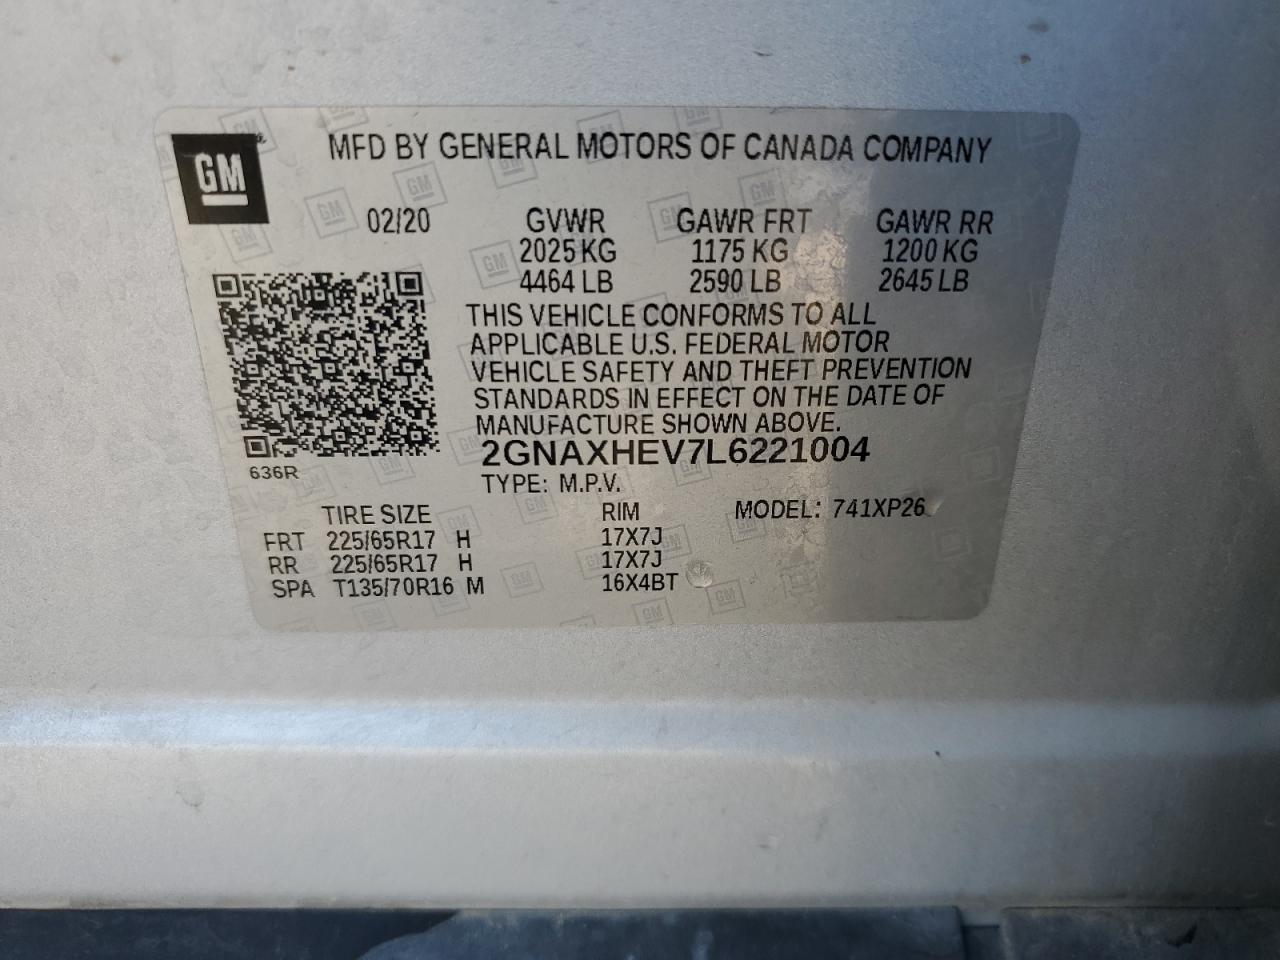 GM
MFD BY GENERAL MOTORS OF CANADA COMPANY
02/20 GVWR GAWR FRT GAWR RR
2025 KG 1175 KG 1200 KG
4464 LB 2590 LB 2645 LB
THIS VEHICLE CONFORMS TO ALL
APPLICABLE U.S. FEDERAL MOTOR
VEHICLE SAFETY AND THEFT PREVENTION
STANDARDS IN EFFECT ON THE DATE OF
MANUFACTURE SHOWN ABOVE.
2GNAXHEV7L6221004
636R
TYPE: M.P.V.
TIRE SIZE RIM MODEL: 741XP26
FRT 225/65R17 H 17X7J
RR 225/65R17 H 17X7J
SPA T135/70R16 M 16X4BT